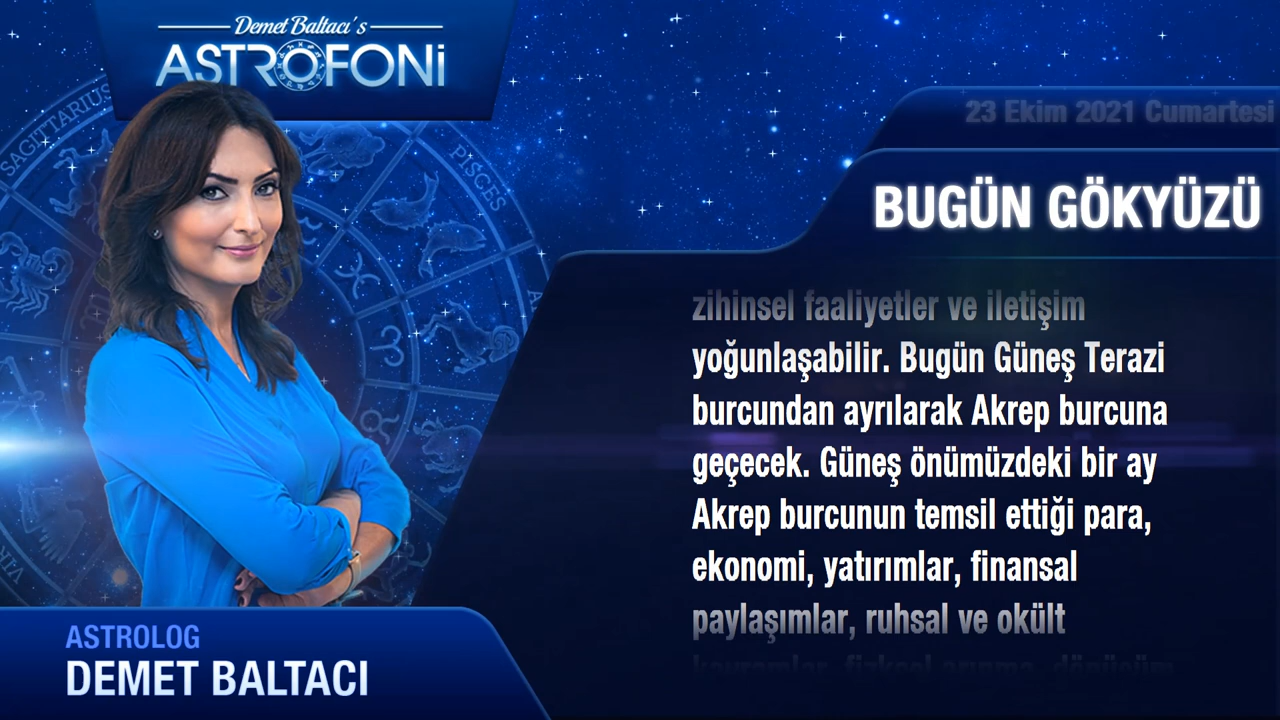 Demet Baltacı's
ASTROFONİ
SAGITTARIUS
PISCES
23 Ekim 2021 Cumartesi
BUGÜN GÖKYÜZÜ
zihinsel faaliyetler ve iletişim
yoğunlaşabilir. Bugün Güneş Terazi
burcundan ayrılarak Akrep burcuna
geçecek. Güneş önümüzdeki bir ay
Akrep burcunun temsil ettiği para,
ekonomi, yatırımlar, finansal
paylaşımlar, ruhsal ve okült
ASTROLOG
DEMET BALTACI